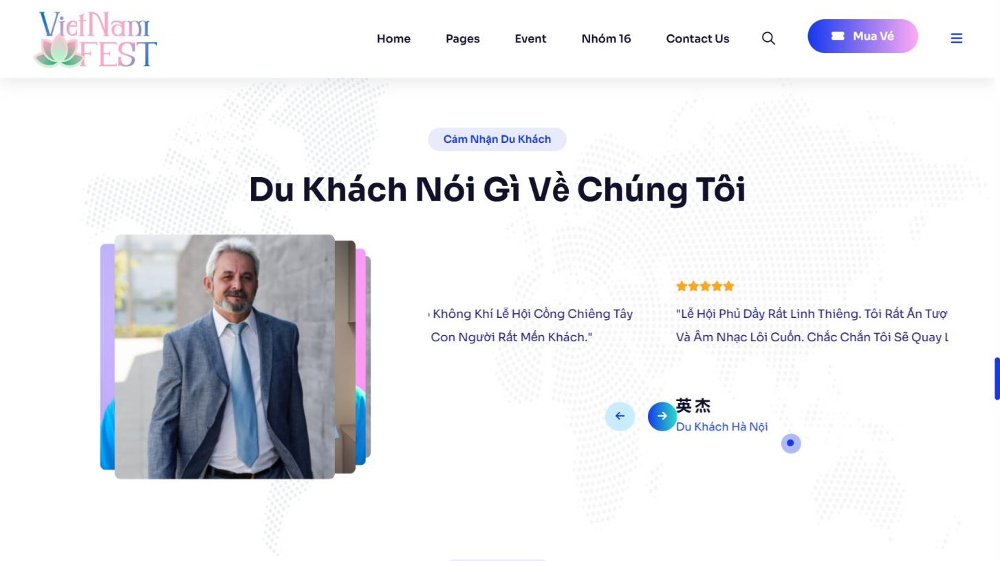 VietNam
FEST
Home
Pages
Event
Nhóm 16
Contact Us
Mua Vé
Cảm Nhận Du Khách
Du Khách Nói Gì Về Chúng Tôi
Không Khí Lễ Hội Cồng Chiêng Tây
Con Người Rất Mến Khách."
"Lễ Hội Phủ Dầy Rất Linh Thiêng. Tôi Rất Ấn
Và Âm Nhạc Lôi Cuốn. Chắc Chắn Tôi Sẽ Quay
英 杰
Du Khách Hà Nội